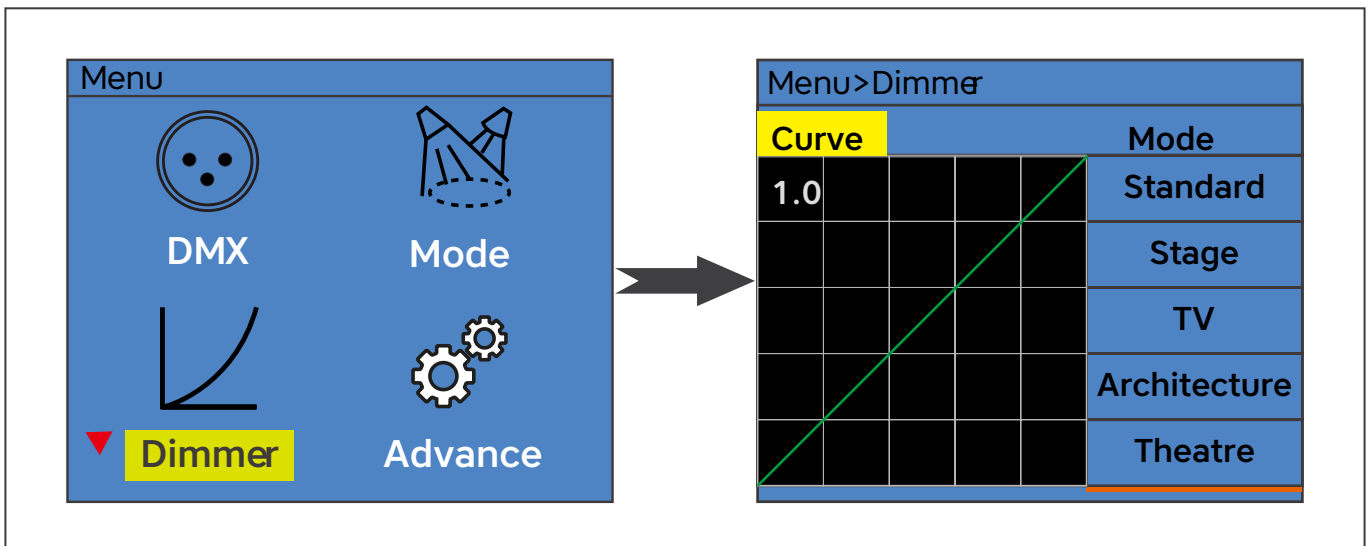 Menu
DMX
Mode
Dimmer
Advance
Menu>Dimmer
Curve
Mode
1.0
Standard
Stage
TV
Architecture
Theatre